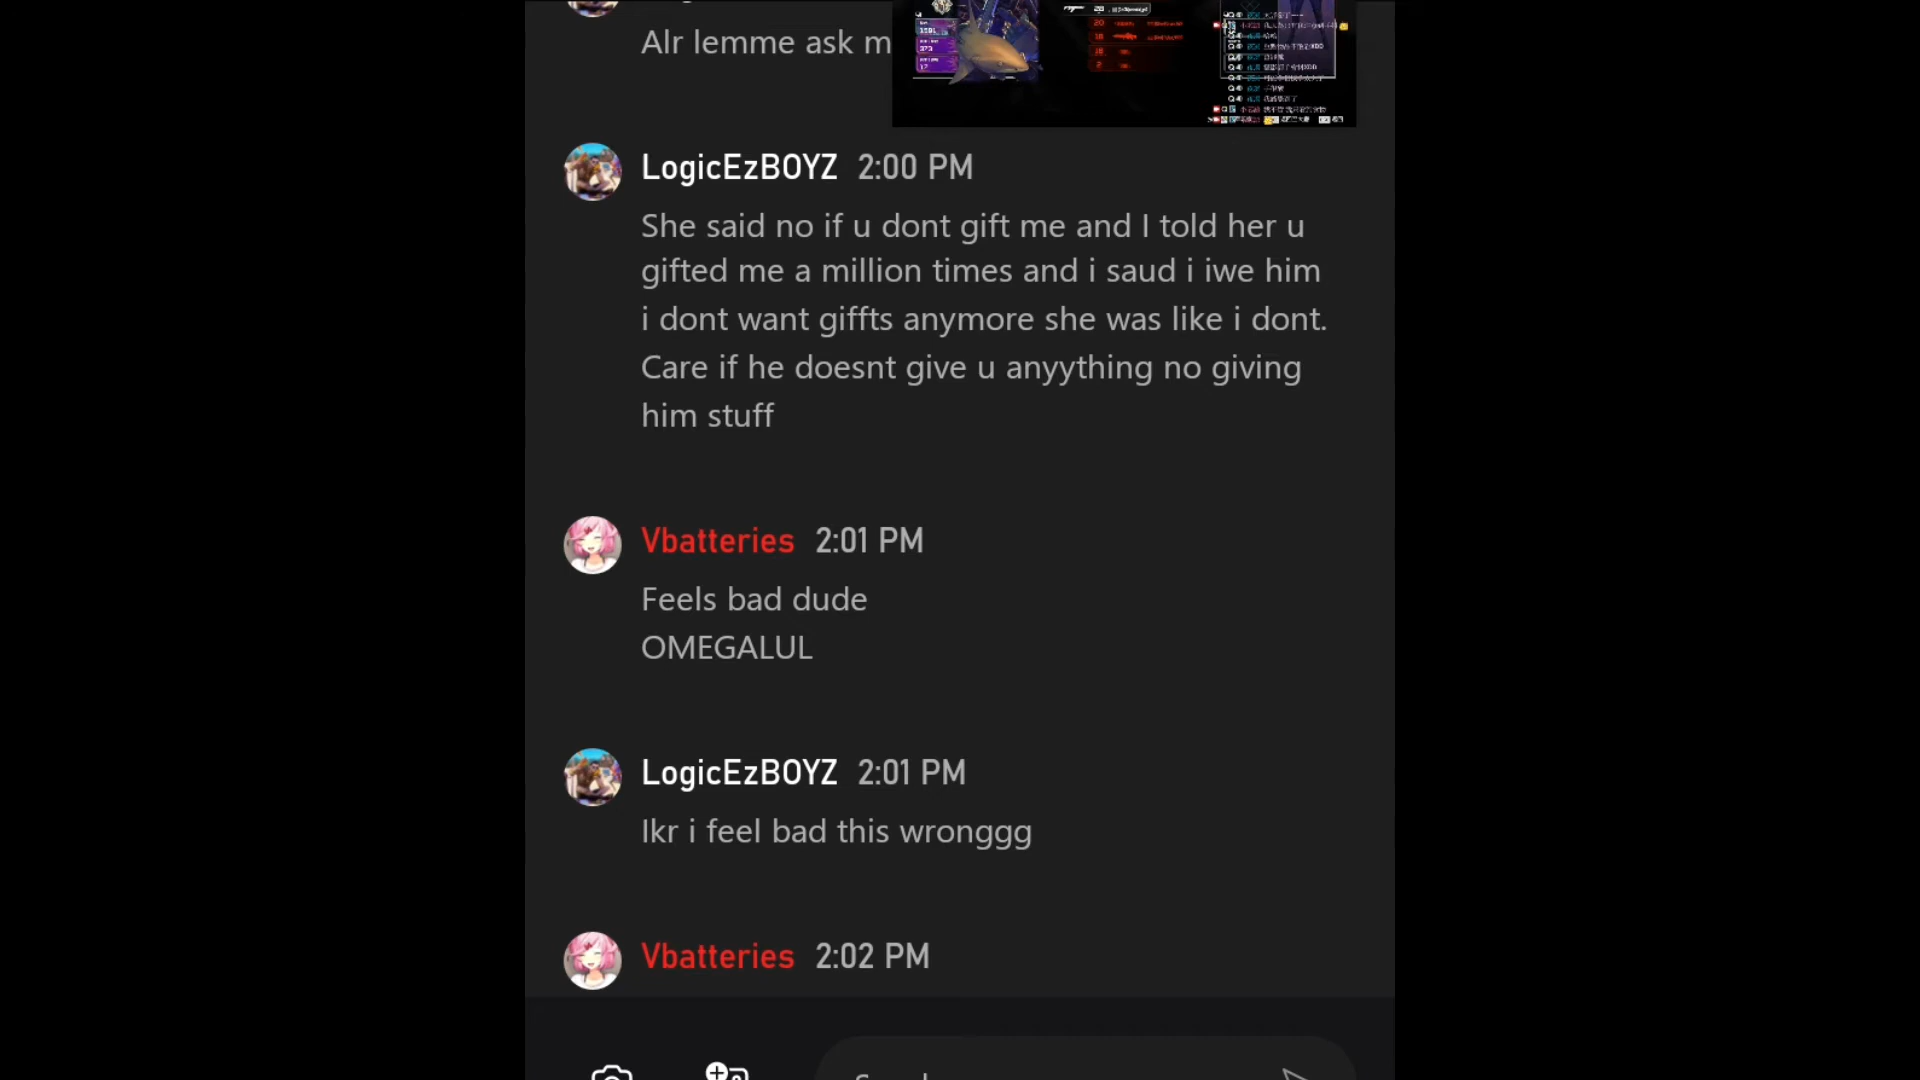 Alr lemme ask m
LogicEzBOYZ 2:00 PM
She said no if u dont gift me and I told her u
gifted me a million times and i saud i iwe him
i dont want giffts anymore she was like i dont.
Care if he doesnt give u anyything no giving
him stuff
Vbatteries 2:01 PM
Feels bad dude
OMEGALUL
LogicEzBOYZ 2:01 PM
Ikr i feel bad this wronggg
Vbatteries 2:02 PM